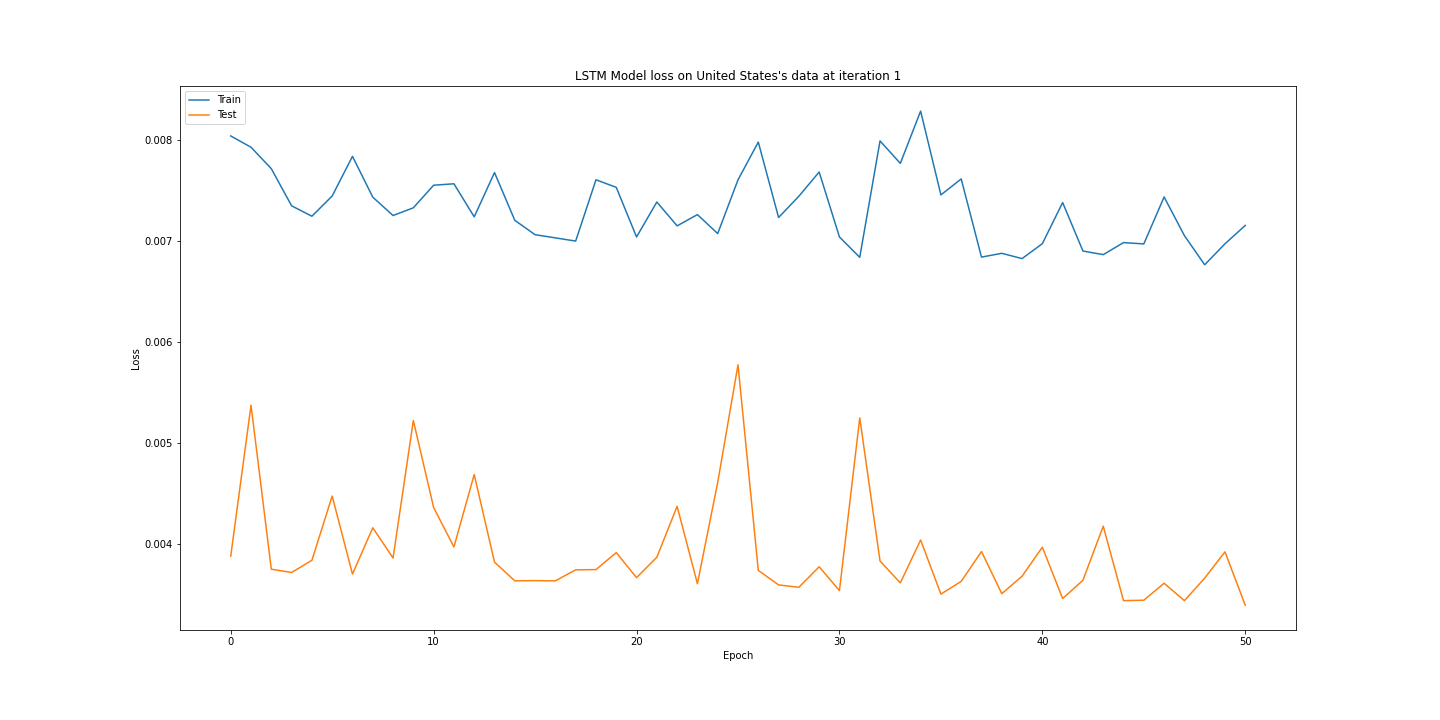 LSTM Model loss on United States's data at iteration 1
Train
Test
0.008
0.007
0.006
0.005
0.004
Loss
0 10 20 30 40 50
Epoch